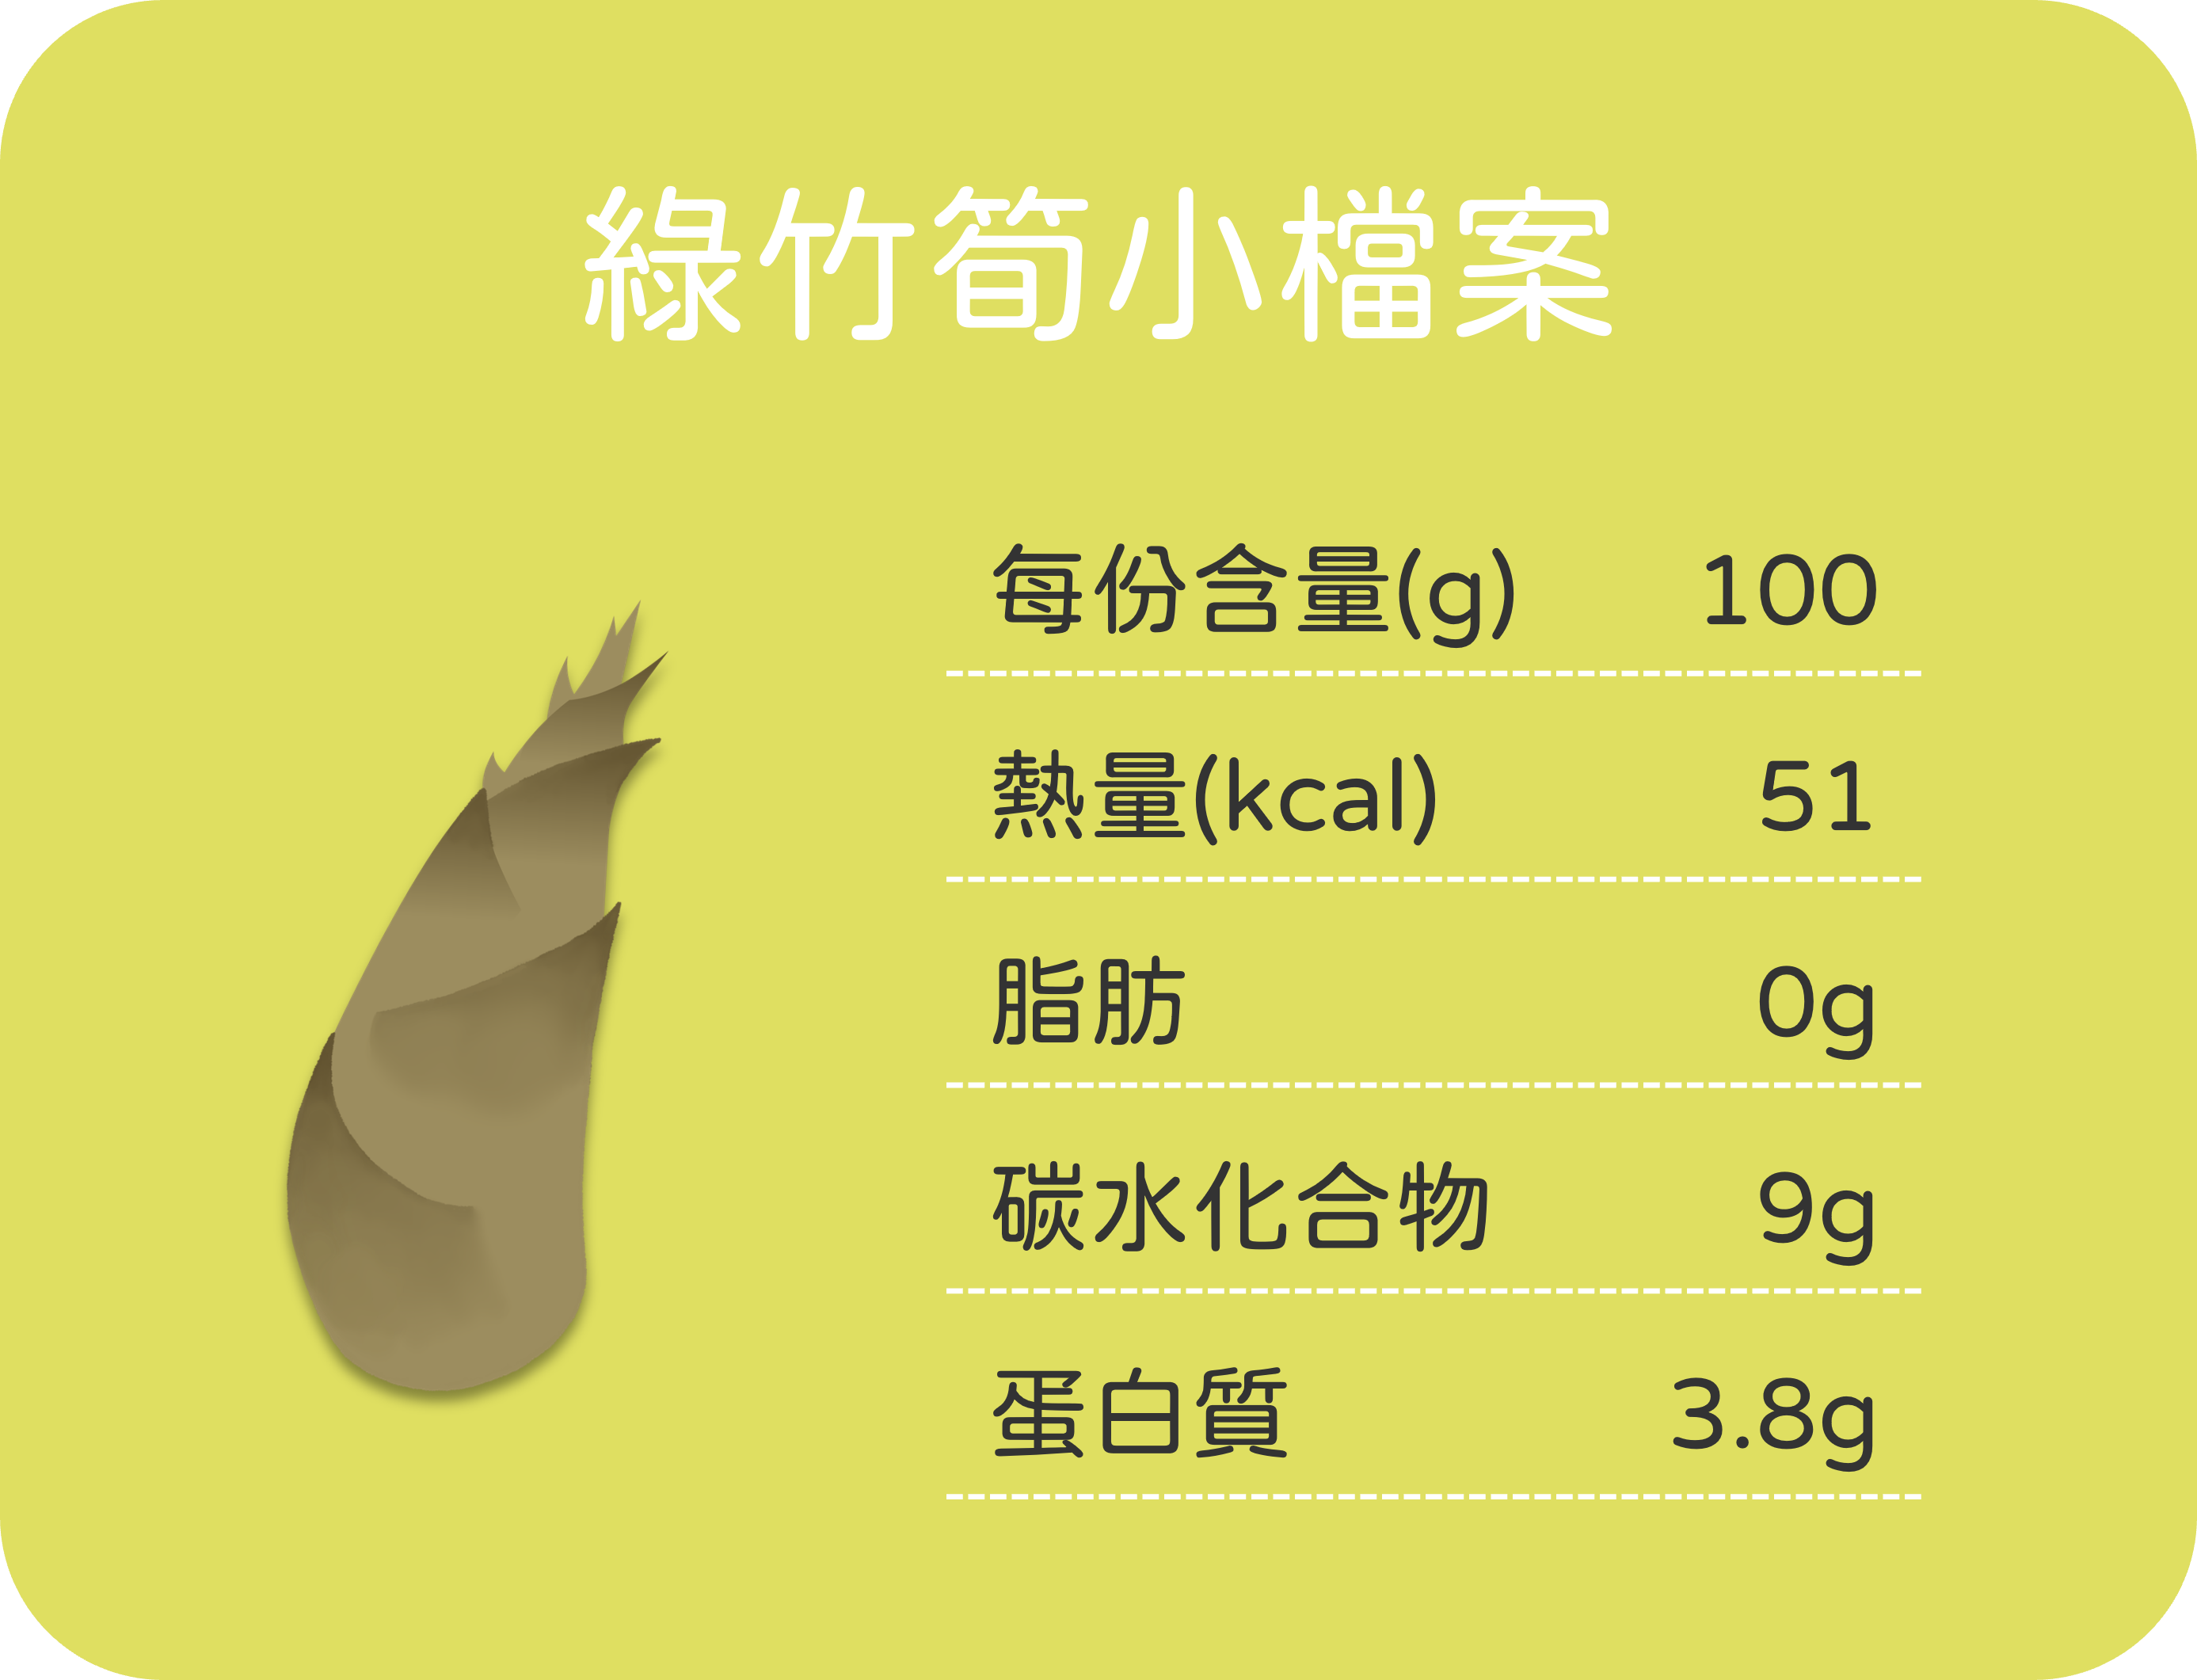 綠竹筍小檔案
每份含量(g) 100
熱量(kcal) 51
脂肪 0g
碳水化合物 9g
蛋白質 3.8g